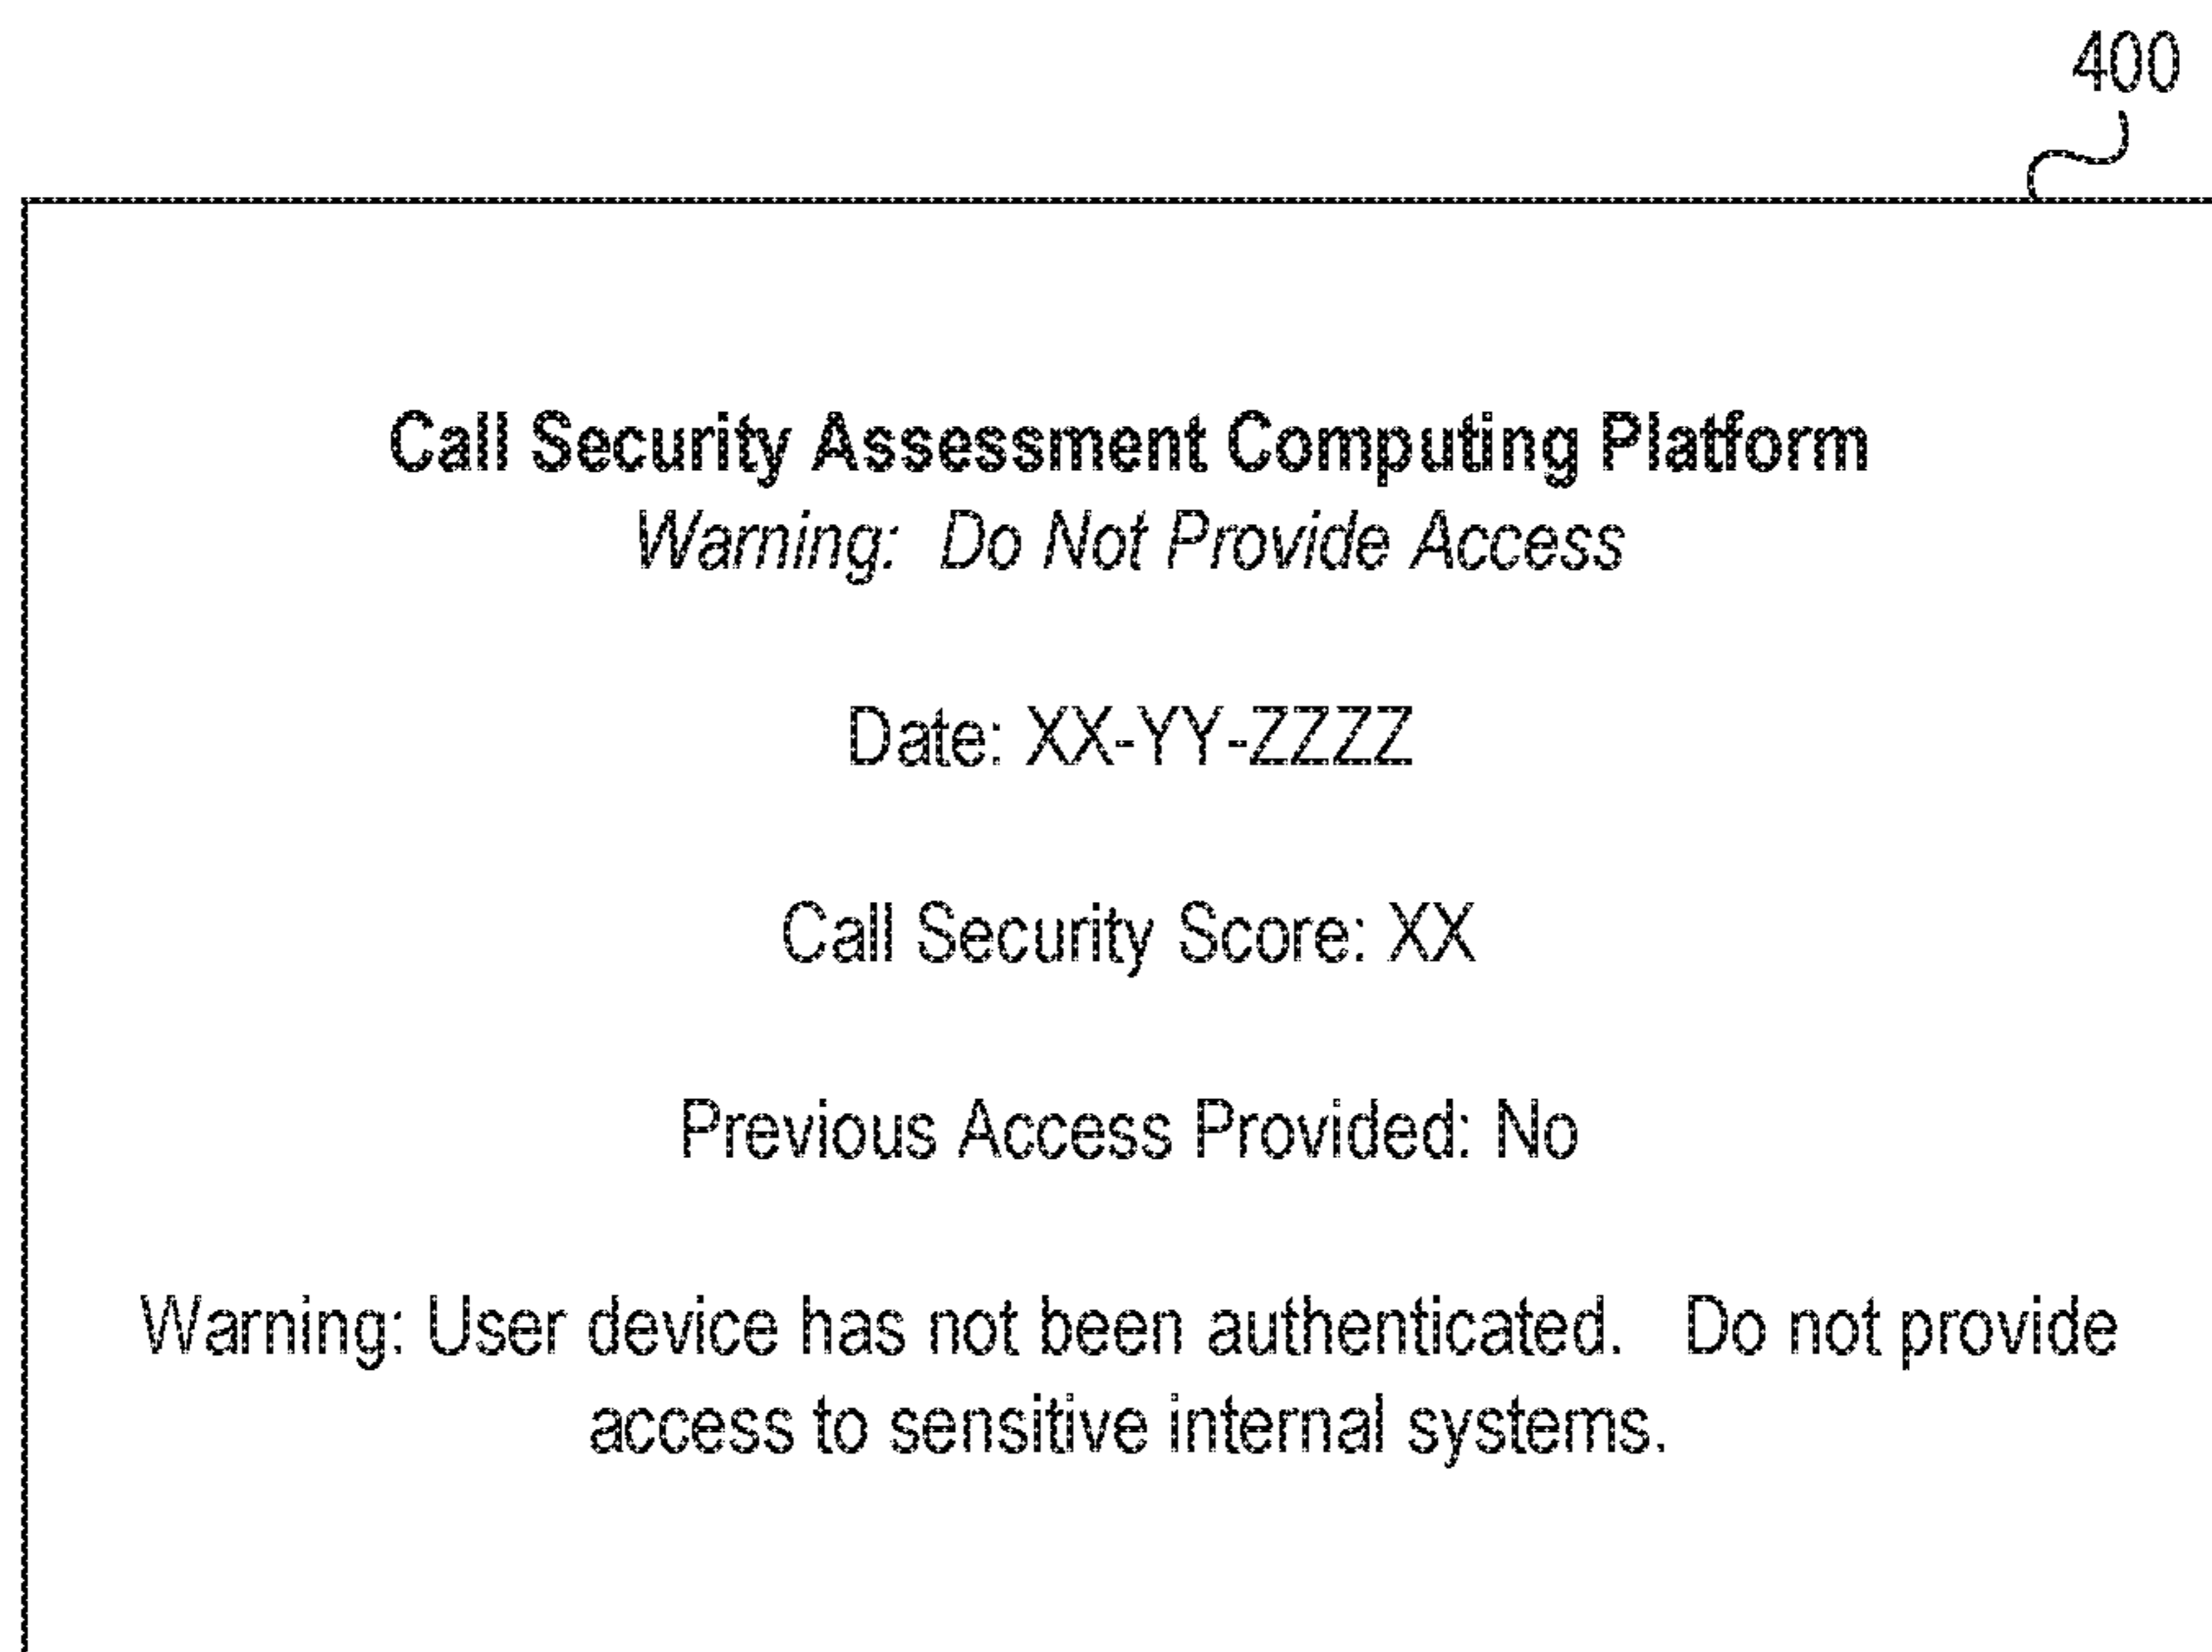 400
Call Security Assessment Computing Platform
Warning: Do Not Provide Access
Date: XX-YY-ZZZZ
Call Security Score: XX
Previous Access Provided: No
Warning: User device has not been authenticated. Do not provide
access to sensitive internal systems.